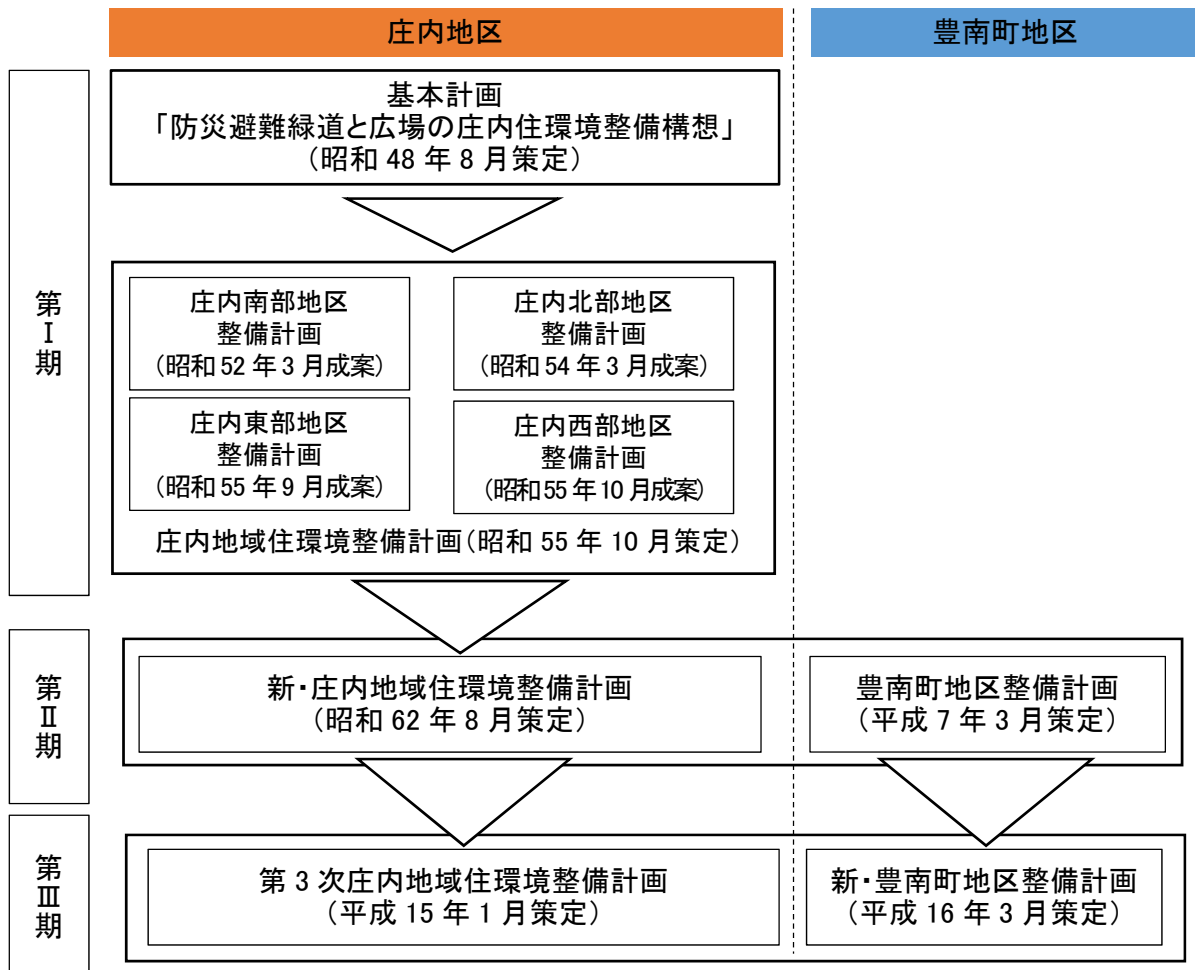 庄内地区
豊南町地区
第Ⅰ期
基本計画
「防災避難緑道と広場の庄内住環境整備構想」
（昭和 48 年 8 月策定）
庄内南部地区
整備計画
（昭和 52 年 3 月成案）
庄内北部地区
整備計画
（昭和 54 年 3 月成案）
庄内東部地区
整備計画
（昭和 55 年 9 月成案）
庄内西部地区
整備計画
（昭和 55 年 10 月成案）
庄内地域住環境整備計画（昭和 55 年 10 月策定）
第Ⅱ期
新・庄内地域住環境整備計画
（昭和 62 年 8 月策定）
豊南町地区整備計画
（平成 7 年 3 月策定）
第Ⅲ期
第 3 次庄内地域住環境整備計画
（平成 15 年 1 月策定）
新・豊南町地区整備計画
（平成 16 年 3 月策定）